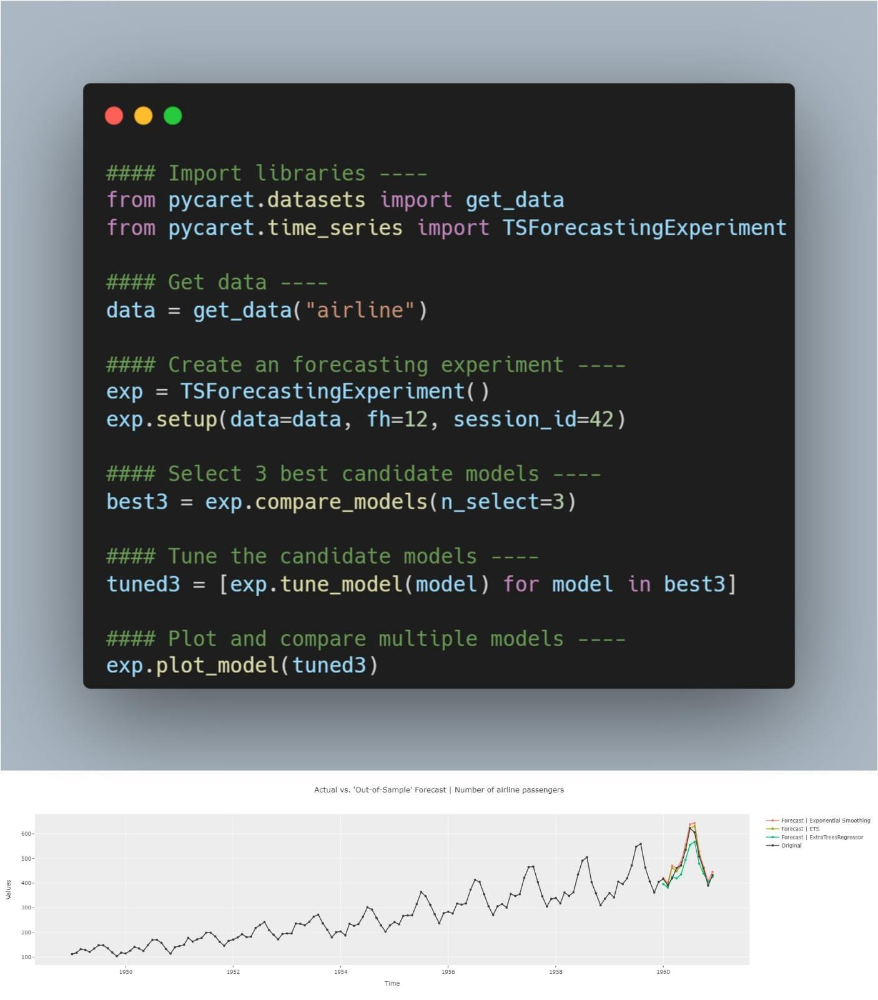 #### Import libraries ----
from pycaret.datasets import get_data
from pycaret.time_series import TSForecastingExperiment
#### Get data ----
data = get_data("airline")
#### Create an forecasting experiment ----
exp = TSForecastingExperiment()
exp.setup(data=data, fh=12, session_id=42)
#### Select 3 best candidate models ----
best3 = exp.compare_models(n_select=3)
#### Tune the candidate models ----
tuned3 = [exp.tune_model(model) for model in best3]
#### Plot and compare multiple models ----
exp.plot_model(tuned3)
Actual vs. 'Out-of-Sample' Forecast | Number of airline passengers
Forecast | Exponential Smoothing
Forecast | ETS
Forecast | ExtraTreesRegressor
Original
Values
600
500
400
300
200
100
1950
1952
1954
1956
1958
1960
Time